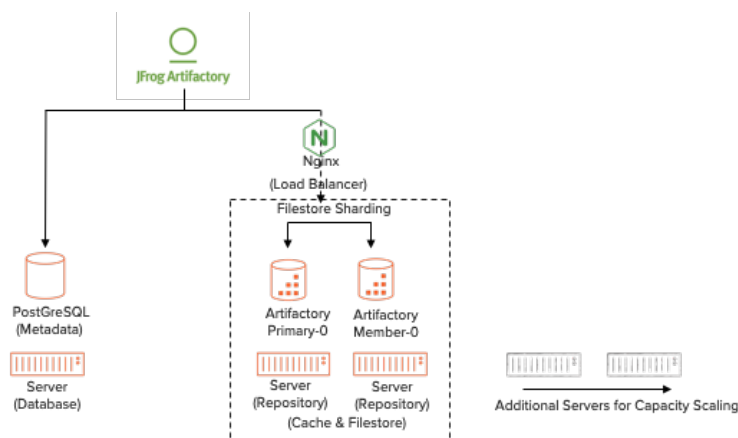 JFrog Artifactory
Nginx
(Load Balancer)
Filestore Sharding
PostGreSQL
(Metadata)
Artifactory
Primary-0
Artifactory
Member-0
Server
(Database)
Server
(Repository)
Server
(Repository)
(Cache & Filestore)
Additional Servers for Capacity Scaling